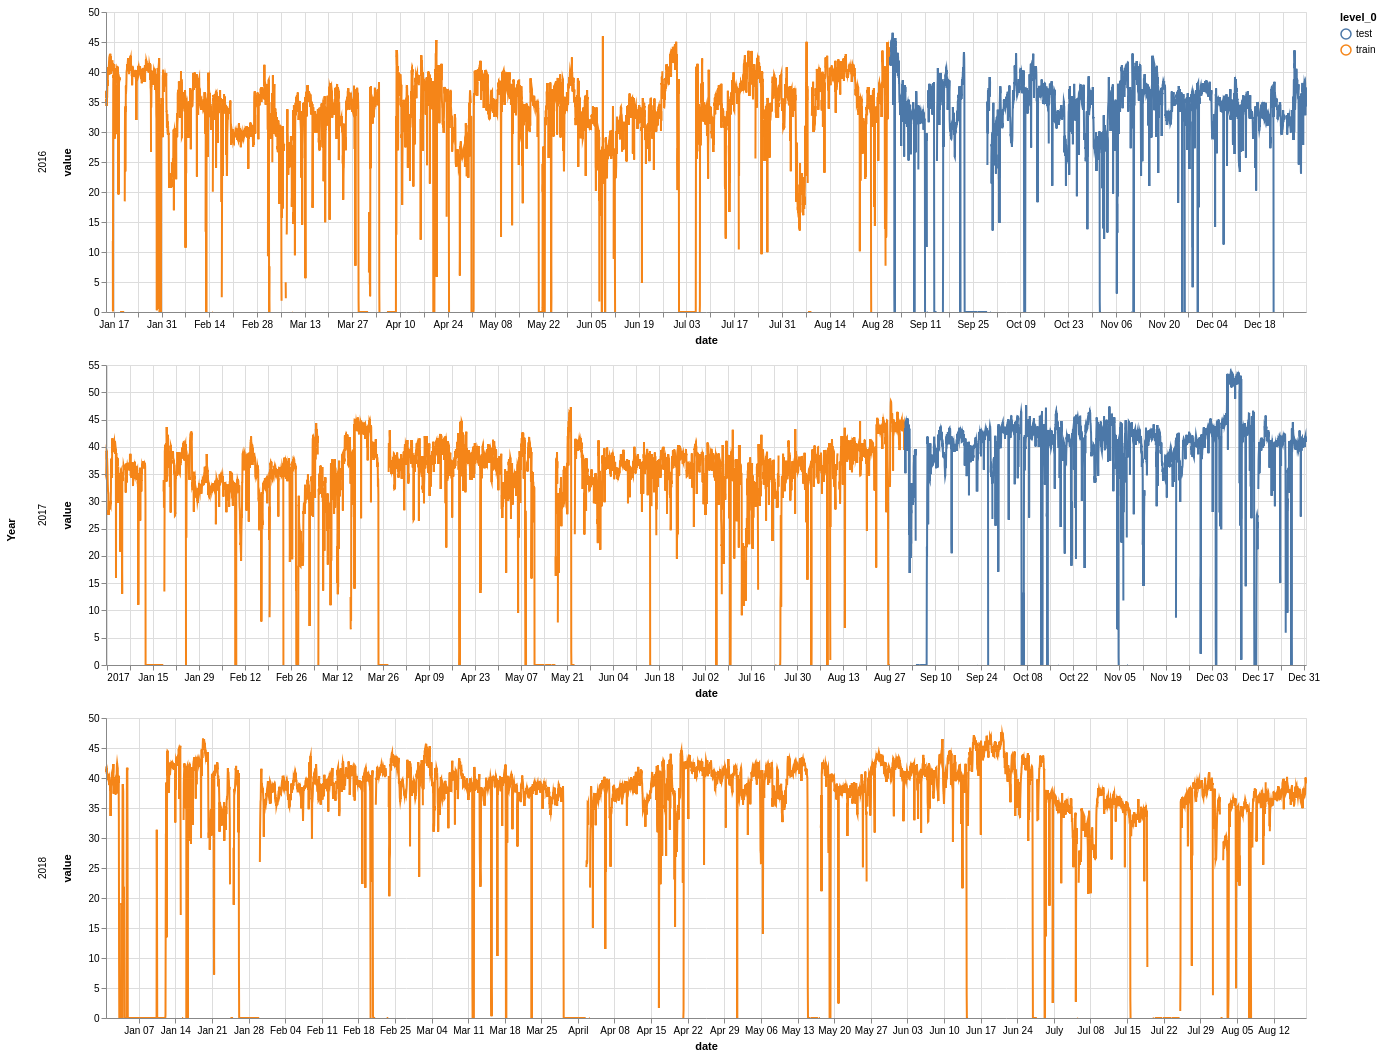 level_0
test
train
50
45
40
35
30
25
20
15
10
5
0
value
2016
Jan 17 Jan 31 Feb 14 Feb 28 Mar 13 Mar 27 Apr 10 Apr 24 May 08 May 22 Jun 05 Jun 19 Jul 03 Jul 17 Jul 31 Aug 14 Aug 28 Sep 11 Sep 25 Oct 09 Oct 23 Nov 06 Nov 20 Dec 04 Dec 18
date
55
50
45
40
35
30
25
20
15
10
5
0
value
2017
Year
2017 Jan 15 Jan 29 Feb 12 Feb 26 Mar 12 Mar 26 Apr 09 Apr 23 May 07 May 21 Jun 04 Jun 18 Jul 02 Jul 16 Jul 30 Aug 13 Aug 27 Sep 10 Sep 24 Oct 08 Oct 22 Nov 05 Nov 19 Dec 03 Dec 17 Dec 31
date
50
45
40
35
30
25
20
15
10
5
0
value
2018
Jan 07 Jan 14 Jan 21 Jan 28 Feb 04 Feb 11 Feb 18 Feb 25 Mar 04 Mar 11 Mar 18 Mar 25 April Apr 08 Apr 15 Apr 22 Apr 29 May 06 May 13 May 20 May 27 Jun 03 Jun 10 Jun 17 Jun 24 July Jul 08 Jul 15 Jul 22 Jul 29 Aug 05 Aug 12
date